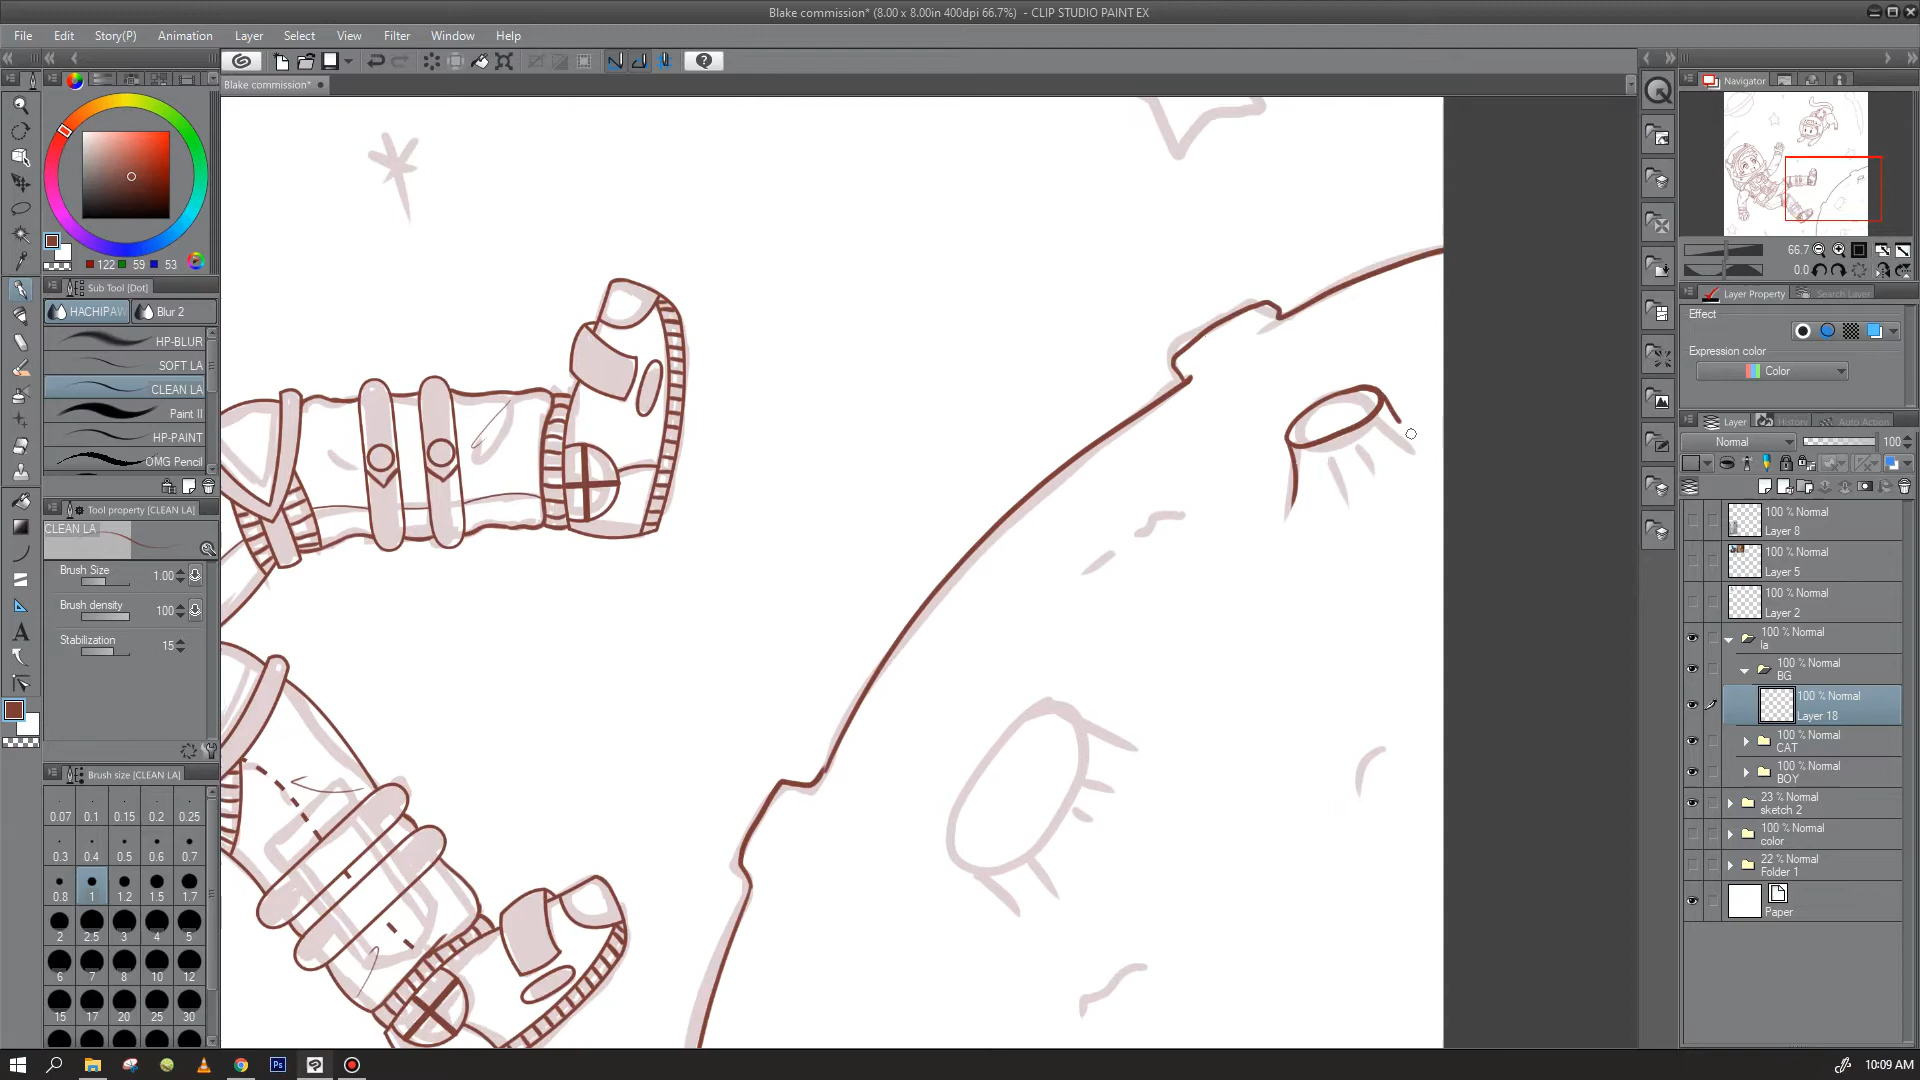 Blake commission* (8.00 x 8.00in 400dpi 66.7%) - CLIP STUDIO PAINT EX
File Edit Story(P) Animation Layer Select View Filter Window Help
Blake commission*
Navigator
122 59 53
Sub Tool [Dot]
HACHIPAW Blur 2
HP-BLUR
SOFT LA
CLEAN LA
Paint II
HP-PAINT
OMG Pencil
Tool property [CLEAN LA]
CLEAN LA
Brush Size 1.00
Brush density 100
Stabilization 15
Brush size [CLEAN LA]
0.07 0.1 0.15 0.2 0.25
0.3 0.4 0.5 0.6 0.7
0.8 1 1.2 1.5 1.7
2 2.5 3 4 5
6 7 8 10 12
15 17 20 25 30
66.7
0.0
Layer Property Search Layer
Effect
Expression color
Color
Layer History Auto Action
Normal 100
100 % Normal
Layer 8
100 % Normal
Layer 5
100 % Normal
Layer 2
100 % Normal
la
100 % Normal
BG
100 % Normal
Layer 18
100 % Normal
CAT
100 % Normal
BOY
23 % Normal
sketch 2
100 % Normal
color
22 % Normal
Folder 1
Paper
Ps
10:09 AM